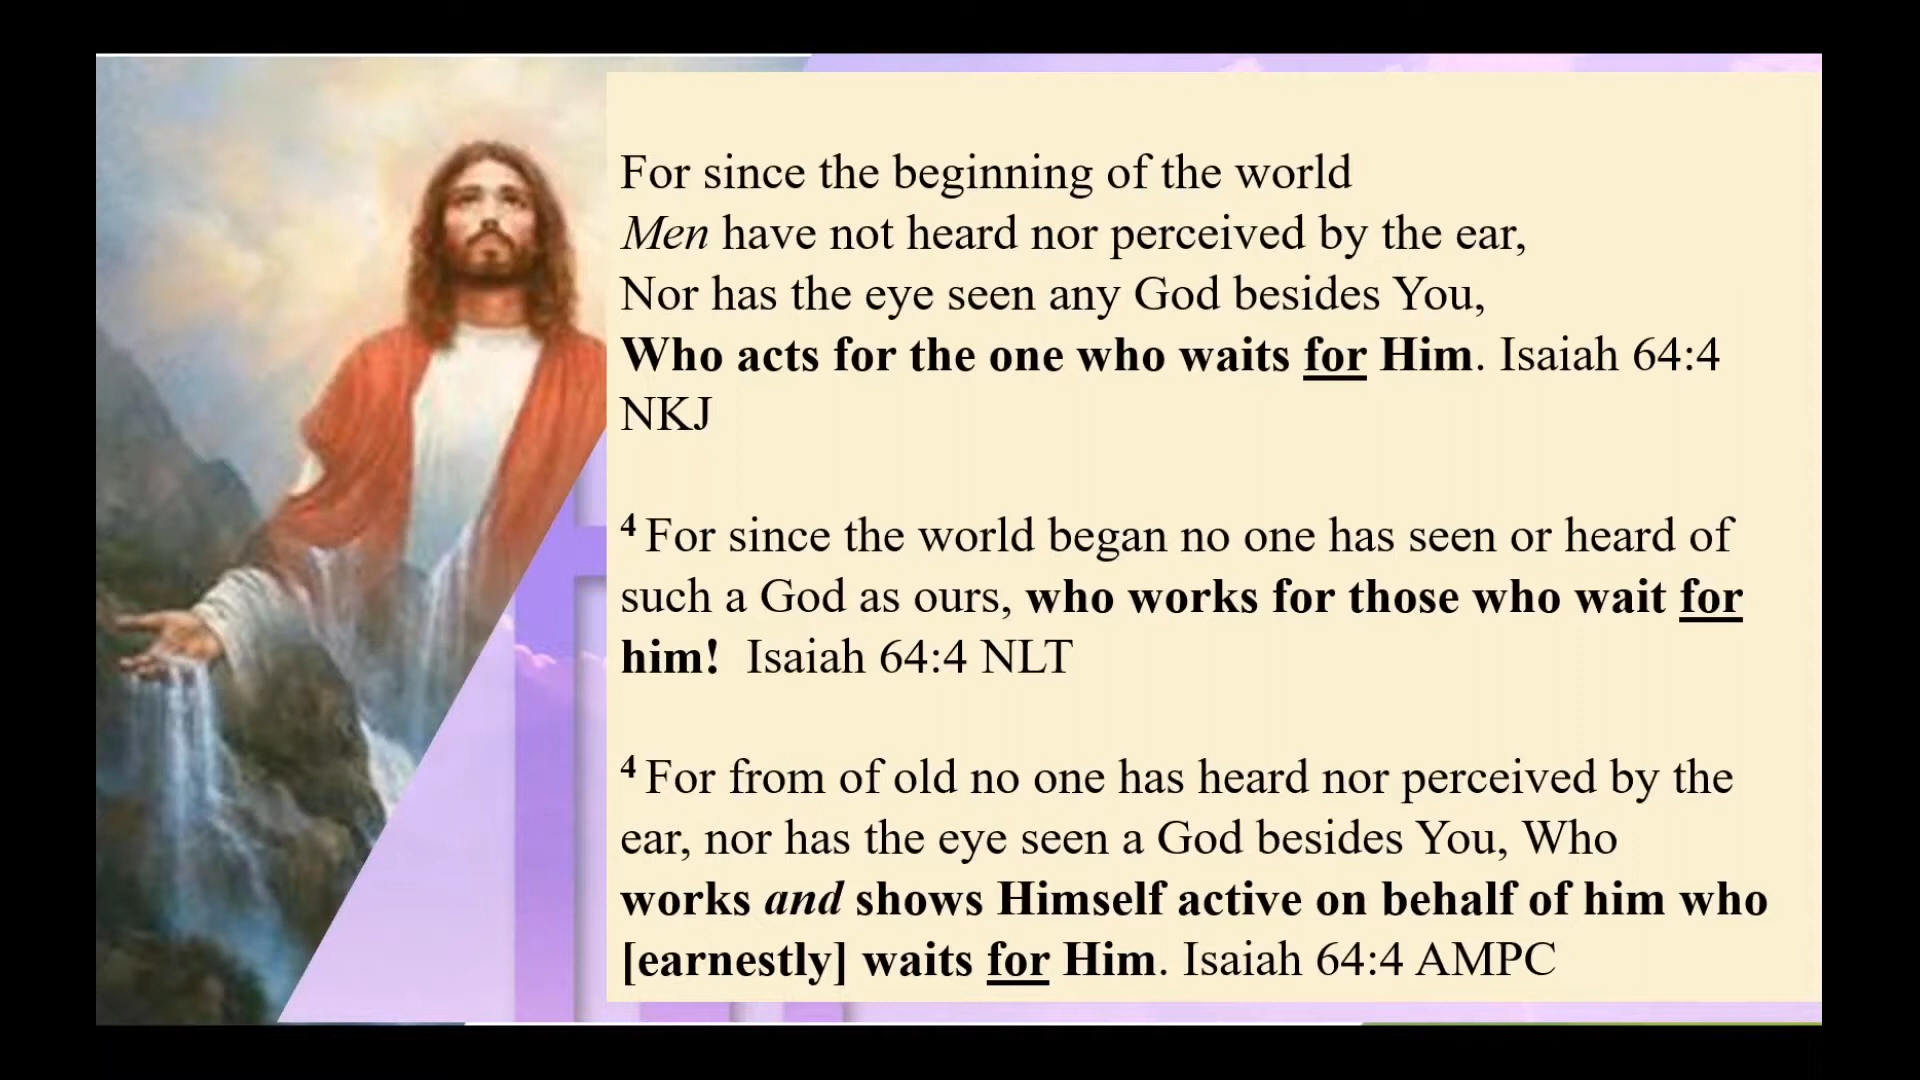 For since the beginning of the world
Men have not heard nor perceived by the ear,
Nor has the eye seen any God besides You,
Who acts for the one who waits for Him. Isaiah 64:4
NKJ
4 For since the world began no one has seen or heard of
such a God as ours, who works for those who wait for
him!  Isaiah 64:4 NLT
4 For from of old no one has heard nor perceived by the
ear, nor has the eye seen a God besides You, Who
works and shows Himself active on behalf of him who
[earnestly] waits for Him. Isaiah 64:4 AMPC